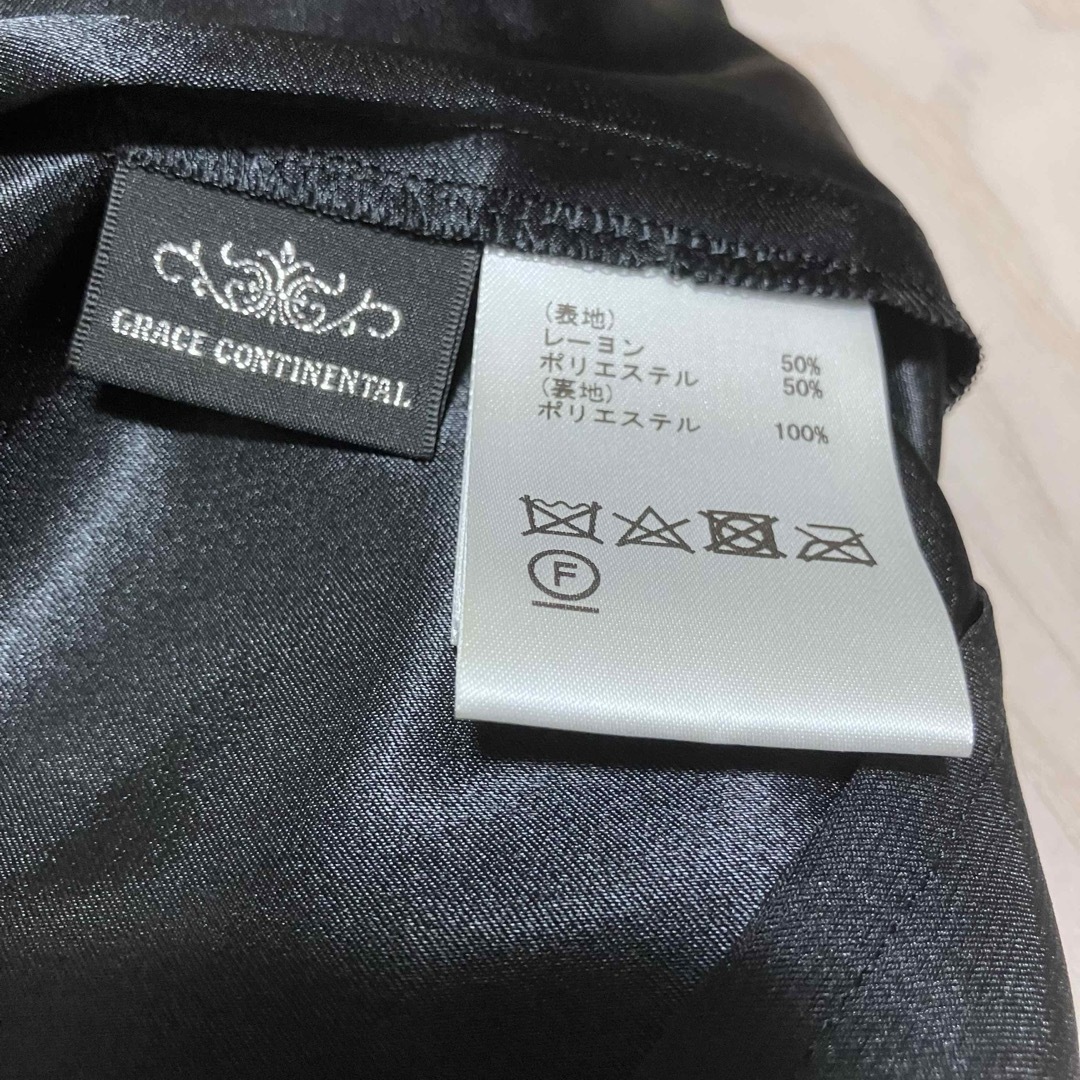 GRACE CONTINENTAL
(表地)
レーヨン 50%
ポリエステル 50%
(裏地)
ポリエステル 100%
F